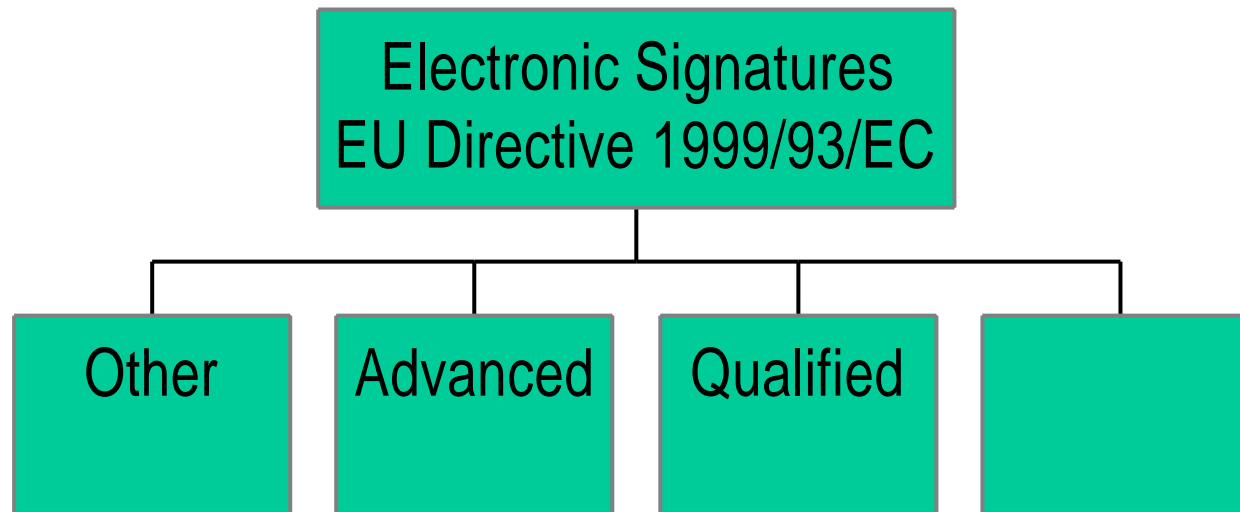 Electronic Signatures
EU Directive 1999/93/EC
Other
Advanced
Qualified